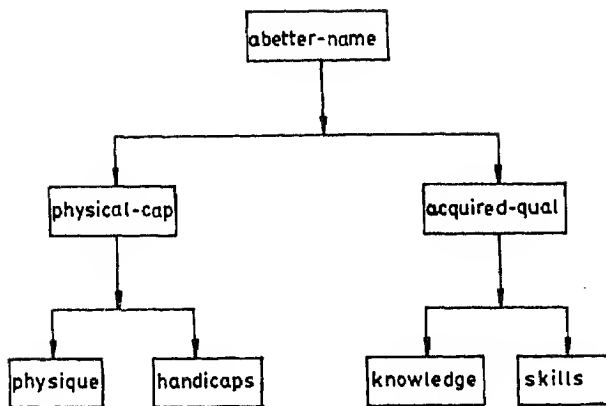 abetter-name
physical-cap
acquired-qual
physique
handicaps
knowledge
skills